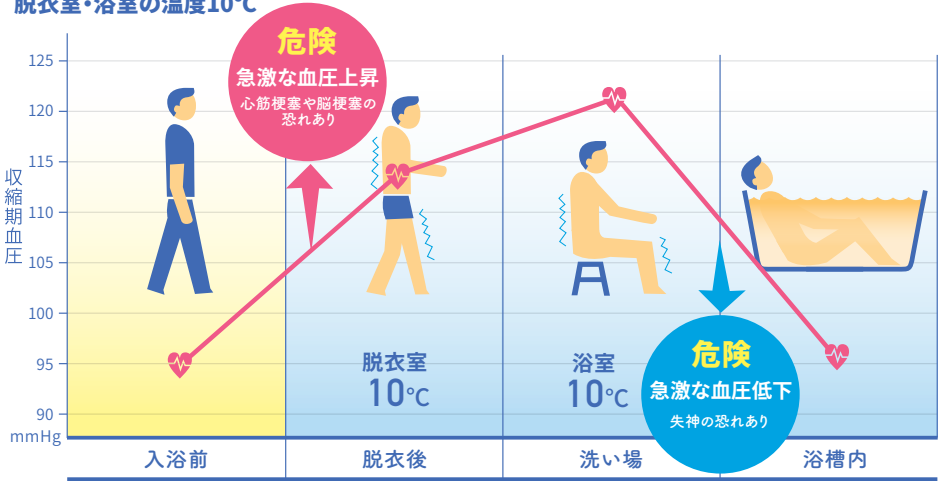 脱衣室・浴室の温度10℃
危険
急激な血圧上昇
心筋梗塞や脳梗塞の
恐れあり
収縮期血圧
125
120
115
110
105
100
95
90
mmHg
脱衣室
10℃
浴室
10℃
危険
急激な血圧低下
失神の恐れあり
入浴前
脱衣後
洗い場
浴槽内